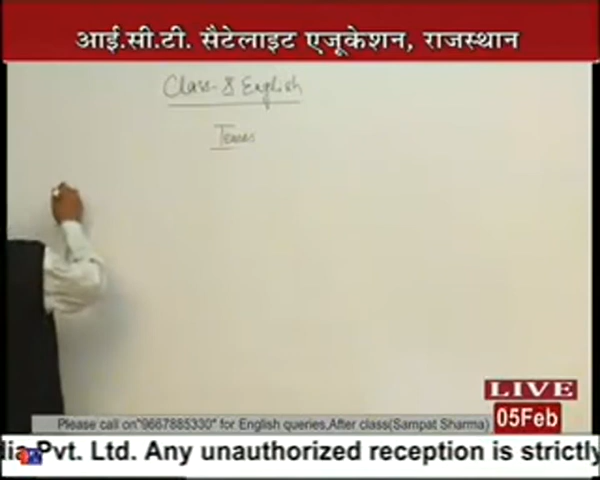 आई.सी.टी. सैटेलाइट एजूकेशन, राजस्थान
Class-8 English
Tenses
LIVE
05Feb
Please call on"9667885330" for English queries,After class(Sampat Sharma)
dia Pvt. Ltd. Any unauthorized reception is strictly